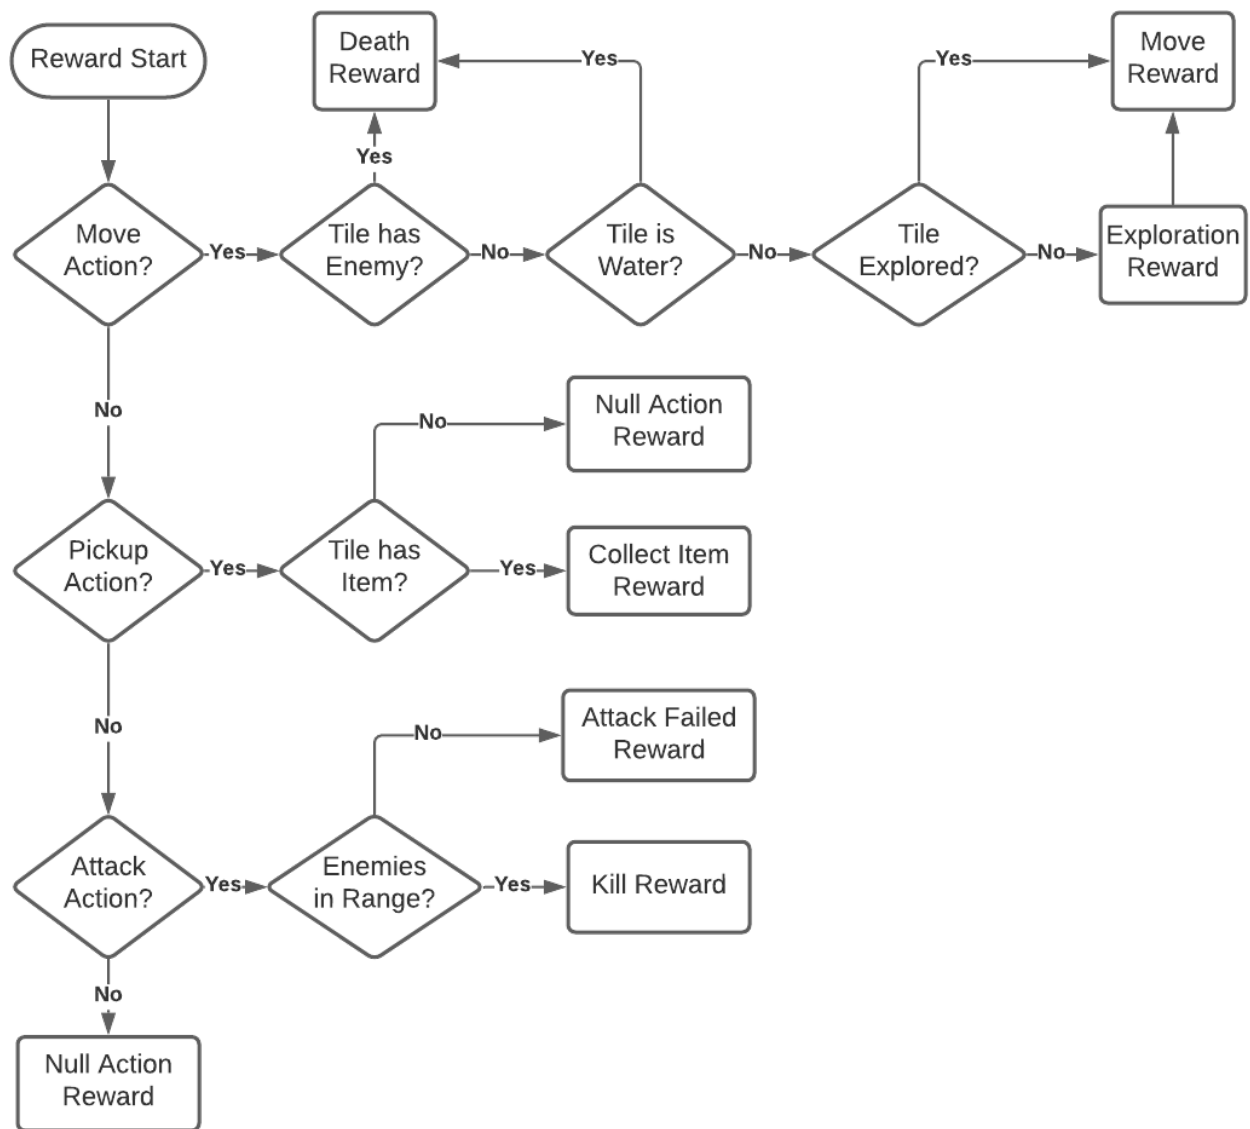 Reward Start
Death
Reward
Yes
Yes
Move
Reward
Yes
Move
Action?
Yes
Tile has
Enemy?
No
Tile is
Water?
No
Tile
Explored?
No
Exploration
Reward
No
Null Action
Reward
No
Pickup
Action?
Yes
Tile has
Item?
Yes
Collect Item
Reward
No
Attack Failed
Reward
No
Attack
Action?
Yes
Enemies
in Range?
Yes
Kill Reward
No
Null Action
Reward